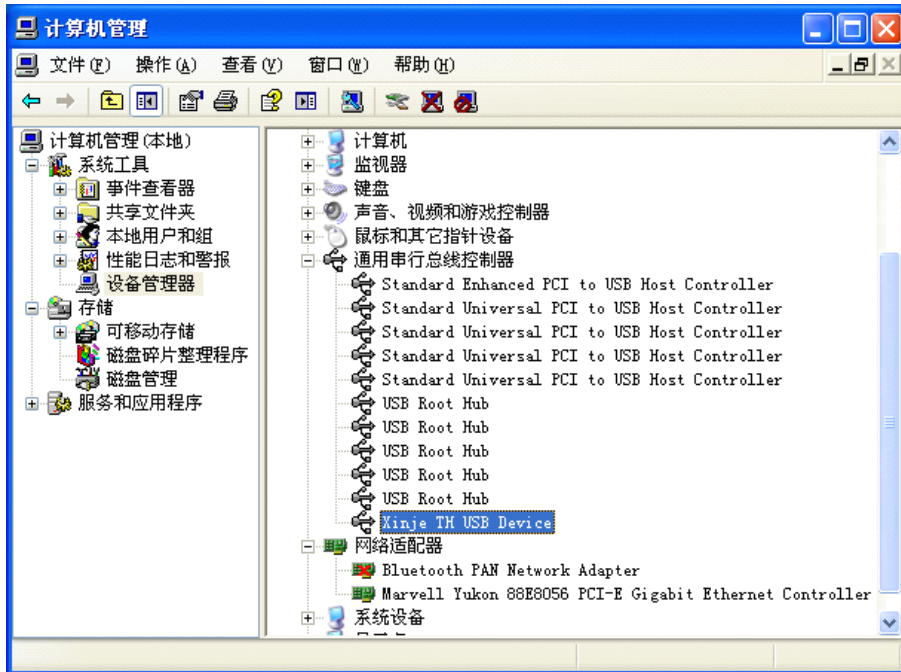 计算机管理
文件(F) 操作(A) 查看(V) 窗口(W) 帮助(H)
计算机管理(本地)
系统工具
事件查看器
共享文件夹
本地用户和组
性能日志和警报
设备管理器
存储
可移动存储
磁盘碎片整理程序
磁盘管理
服务和应用程序
计算机
监视器
键盘
声音、视频和游戏控制器
鼠标和其它指针设备
通用串行总线控制器
Standard Enhanced PCI to USB Host Controller
Standard Universal PCI to USB Host Controller
Standard Universal PCI to USB Host Controller
Standard Universal PCI to USB Host Controller
Standard Universal PCI to USB Host Controller
USB Root Hub
USB Root Hub
USB Root Hub
USB Root Hub
USB Root Hub
Xinje TH USB Device
网络适配器
Bluetooth PAN Network Adapter
Marvell Yukon 88E8056 PCI-E Gigabit Ethernet Controller
系统设备